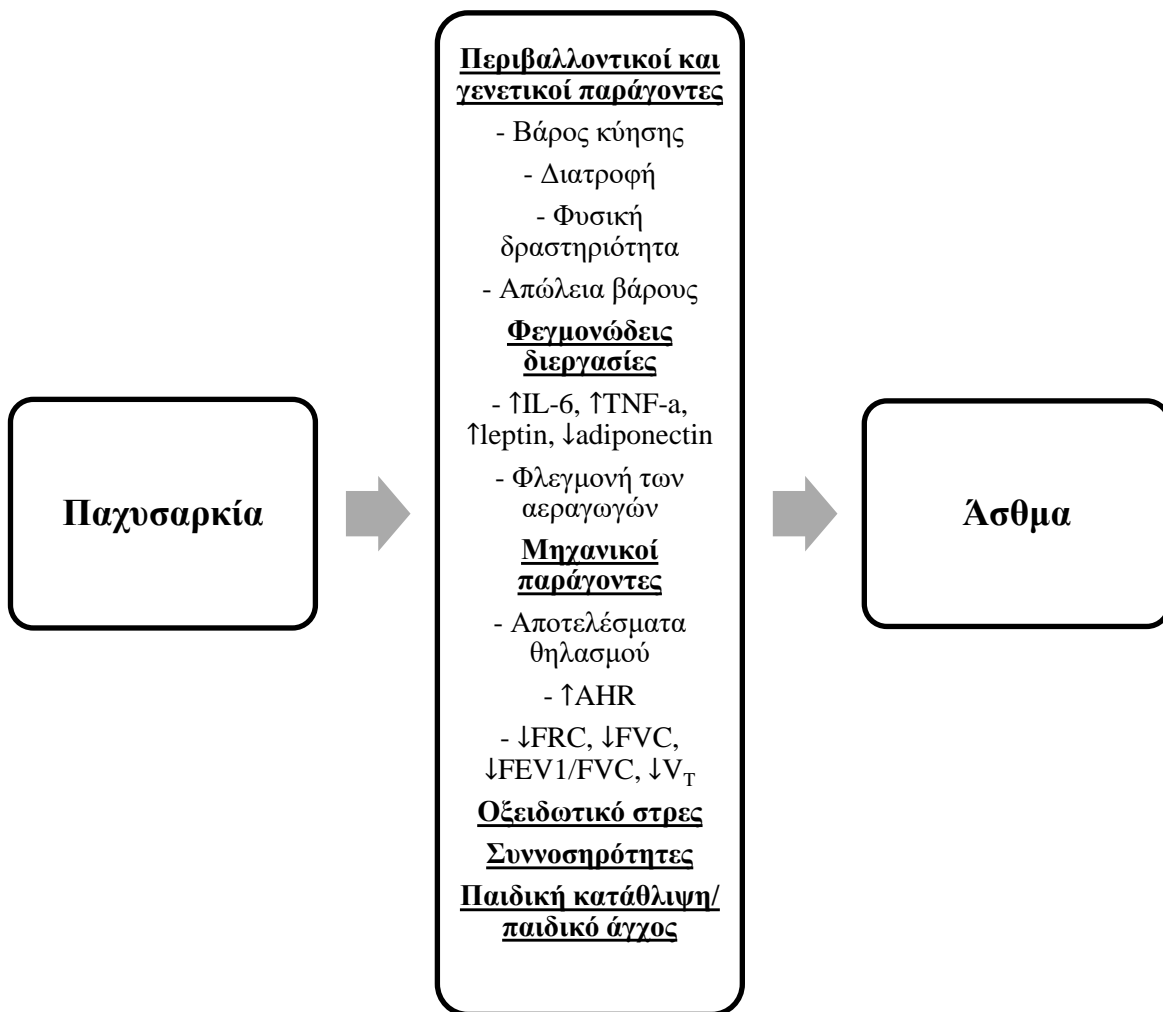 Παχυσαρκία
Περιβαλλοντικοί και
γενετικοί παράγοντες
- Βάρος κύησης
- Διατροφή
- Φυσική
δραστηριότητα
- Απώλεια βάρους
Φεγμονώδεις
διεργασίες
- ↑IL-6, ↑TNF-a,
↑leptin, ↓adiponectin
- Φλεγμονή των
αεραγωγών
Μηχανικοί
παράγοντες
- Αποτελέσματα
θηλασμού
- ↑AHR
- ↓FRC, ↓FVC,
↓FEV1/FVC, ↓V_T
Οξειδωτικό στρες
Συννοσηρότητες
Παιδική κατάθλιψη/
παιδικό άγχος
Άσθμα